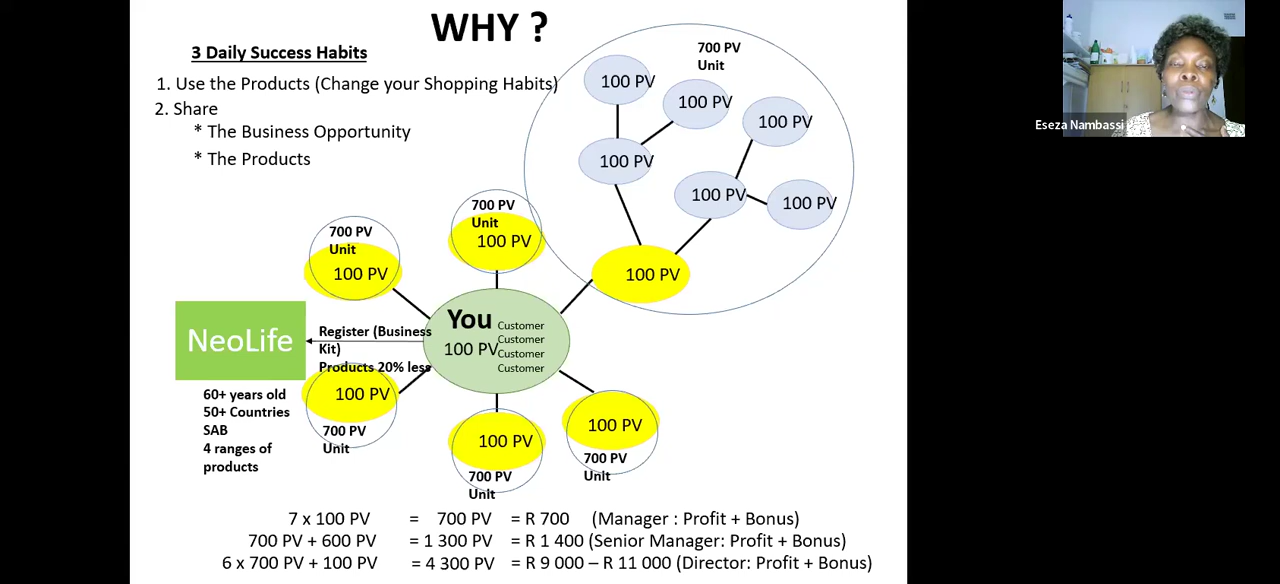 WHY ?
3 Daily Success Habits
1. Use the Products (Change your Shopping Habits)
2. Share
* The Business Opportunity
* The Products
700 PV
Unit
100 PV
100 PV
100 PV
100 PV
100 PV
100 PV
100 PV
700 PV
Unit
100 PV
700 PV
Unit
100 PV
NeoLife
Register (Business
Kit)
Products 20% less
You
100 PV
Customer
Customer
Customer
Customer
60+ years old
50+ Countries
SAB
4 ranges of
products
100 PV
700 PV
Unit
100 PV
700 PV
Unit
100 PV
700 PV
Unit
7 x 100 PV = 700 PV = R 700 (Manager : Profit + Bonus)
700 PV + 600 PV = 1 300 PV = R 1 400 (Senior Manager: Profit + Bonus)
6 x 700 PV + 100 PV = 4 300 PV = R 9 000 – R 11 000 (Director: Profit + Bonus)
Eseza Nambassi